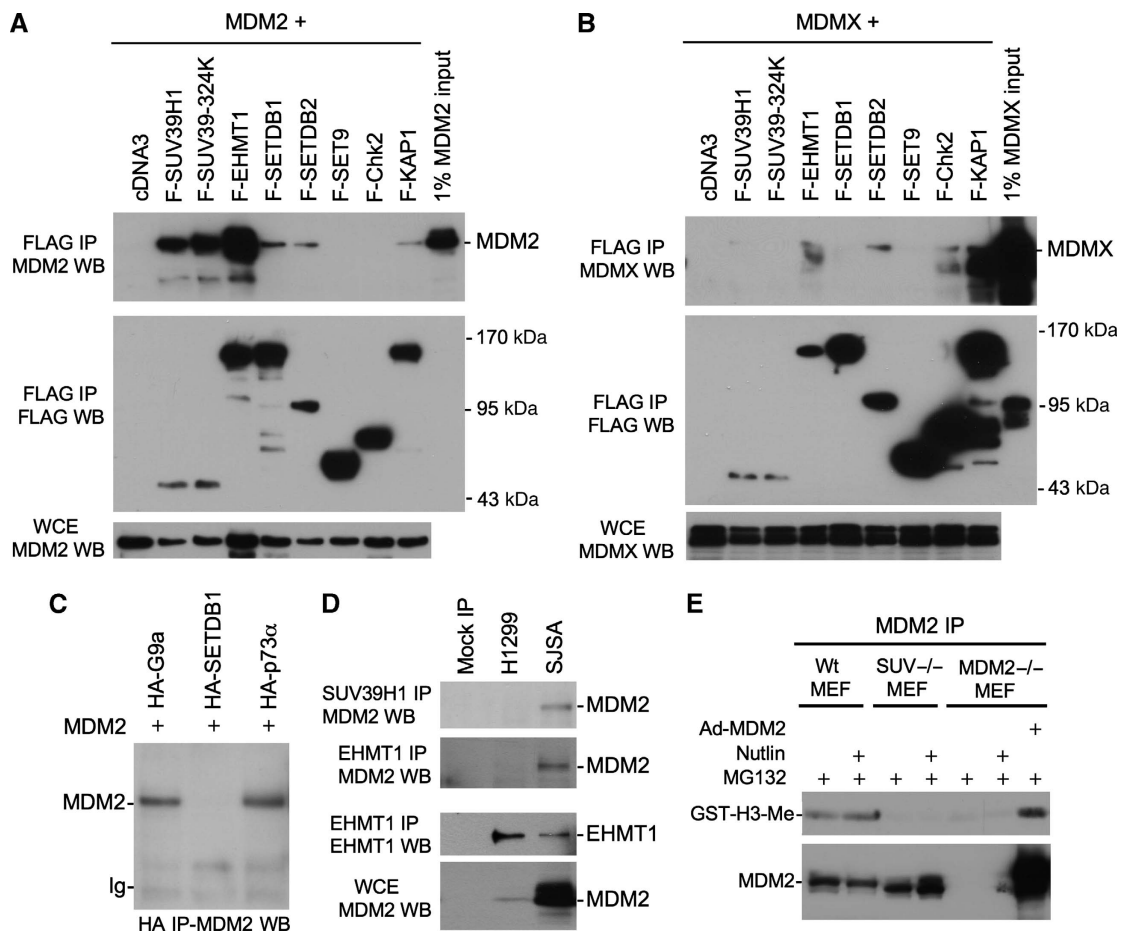 A
MDM2 +
cDNA3
F-SUV39H1
F-SUV39-324K
F-EHMT1
F-SETDB1
F-SETDB2
F-SET9
F-Chk2
F-KAP1
1% MDM2 input
FLAG IP
MDM2 WB
- MDM2
FLAG IP
FLAG WB
- 170 kDa
- 95 kDa
- 43 kDa
WCE
MDM2 WB
B
MDMX +
cDNA3
F-SUV39H1
F-SUV39-324K
F-EHMT1
F-SETDB1
F-SETDB2
F-SET9
F-Chk2
F-KAP1
1% MDMX input
FLAG IP
MDMX WB
-MDMX
FLAG IP
FLAG WB
-170 kDa
-95 kDa
-43 kDa
WCE
MDMX WB
C
HA-G9a
HA-SETDB1
HA-p73α
MDM2 + + +
MDM2-
Ig-
HA IP-MDM2 WB
D
Mock IP
H1299
SJSA
SUV39H1 IP
MDM2 WB
-MDM2
EHMT1 IP
MDM2 WB
-MDM2
EHMT1 IP
EHMT1 WB
-EHMT1
WCE
MDM2 WB
-MDM2
E
MDM2 IP
Wt MEF
SUV–/– MEF
MDM2–/– MEF
Ad-MDM2 +
Nutlin + + +
MG132 + + + + + + +
GST-H3-Me-
MDM2-